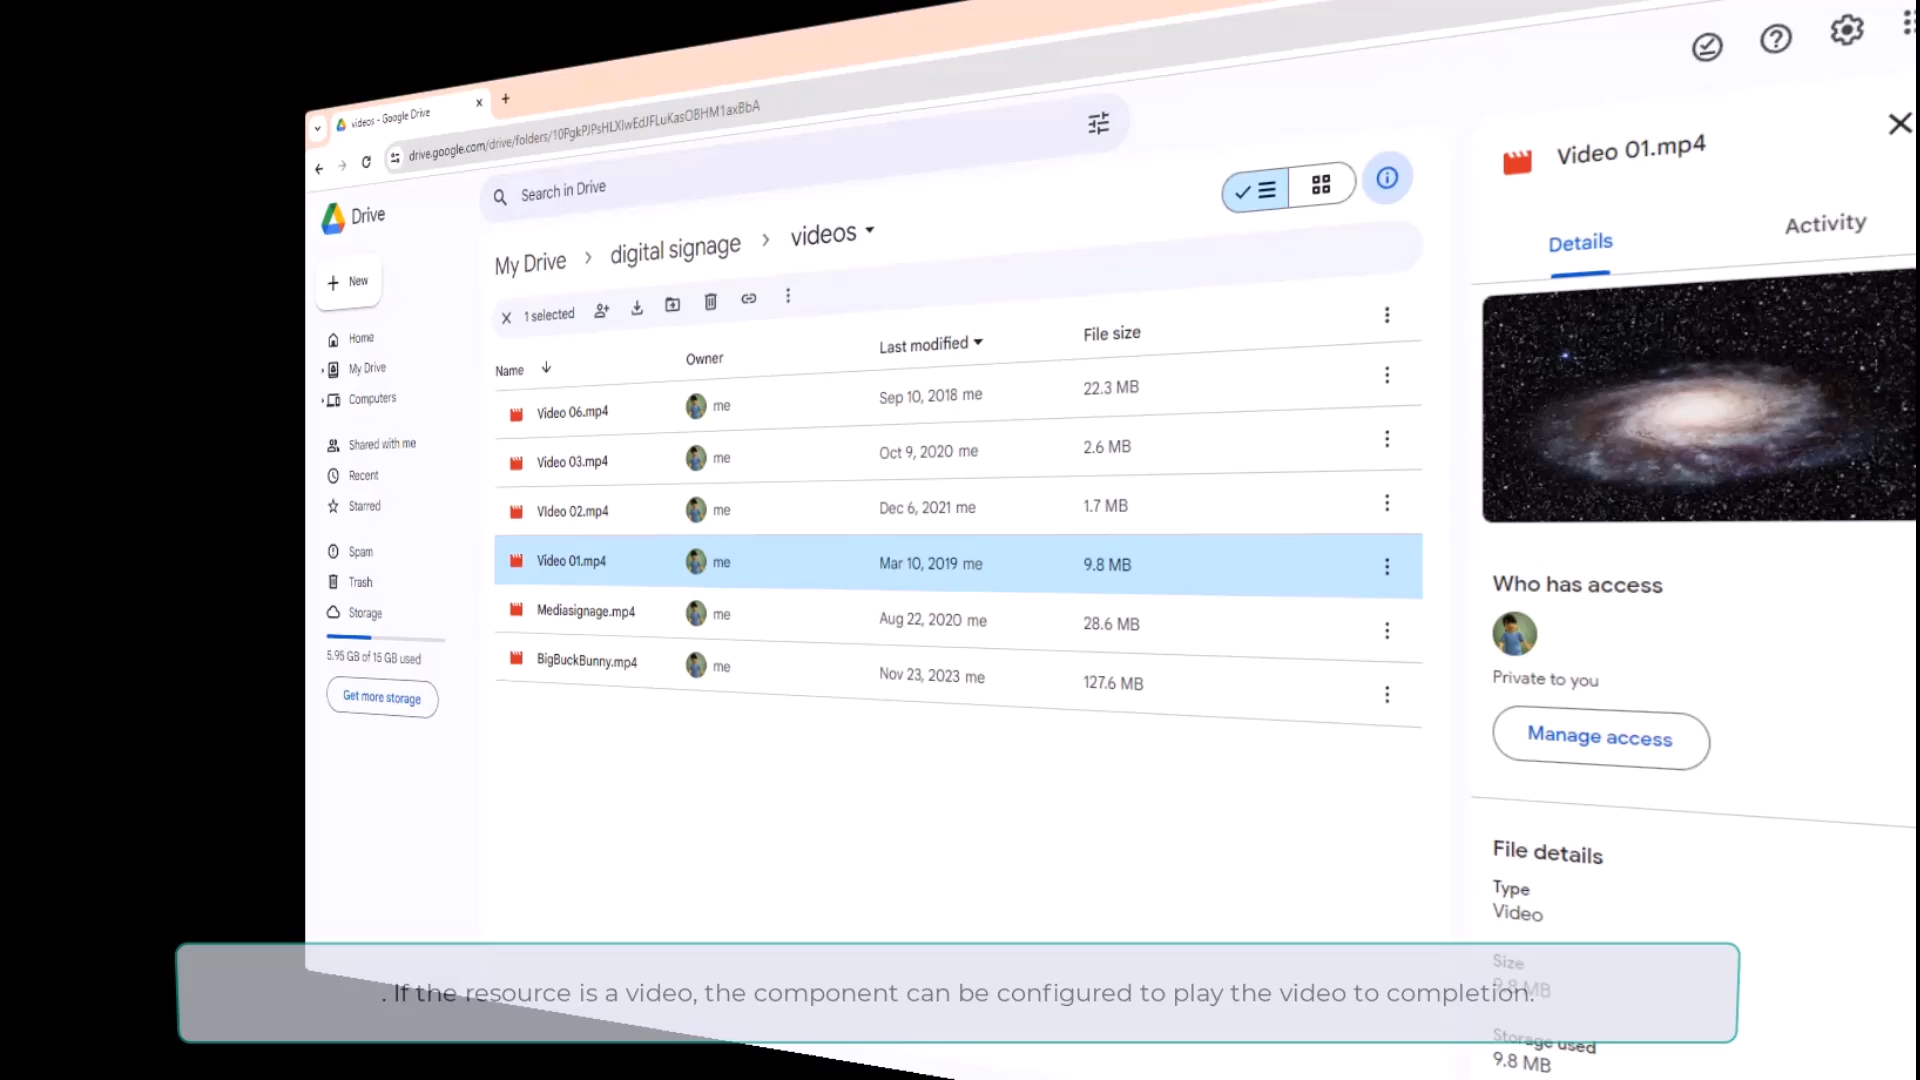 videos - Google Drive
drive.google.com/drive/folders/10PgkPJPsHLXlwEdJFLuKasOBHM1axBbA
Drive
Search in Drive
New
Home
My Drive
Computers
Shared with me
Recent
Starred
Spam
Trash
Storage
5.95 GB of 15 GB used
Get more storage
My Drive > digital signage > videos
1 selected
Name Owner Last modified File size
Video 06.mp4 me Sep 10, 2018 me 22.3 MB
Video 03.mp4 me Oct 9, 2020 me 2.6 MB
VIdeo 02.mp4 me Dec 6, 2021 me 1.7 MB
Video 01.mp4 me Mar 10, 2019 me 9.8 MB
Mediasignage.mp4 me Aug 22, 2020 me 28.6 MB
BigBuckBunny.mp4 me Nov 23, 2023 me 127.6 MB
Video 01.mp4
Details Activity
Who has access
Private to you
Manage access
File details
Type
Video
Size
9.8 MB
Storage used
9.8 MB
. If the resource is a video, the component can be configured to play the video to completion.